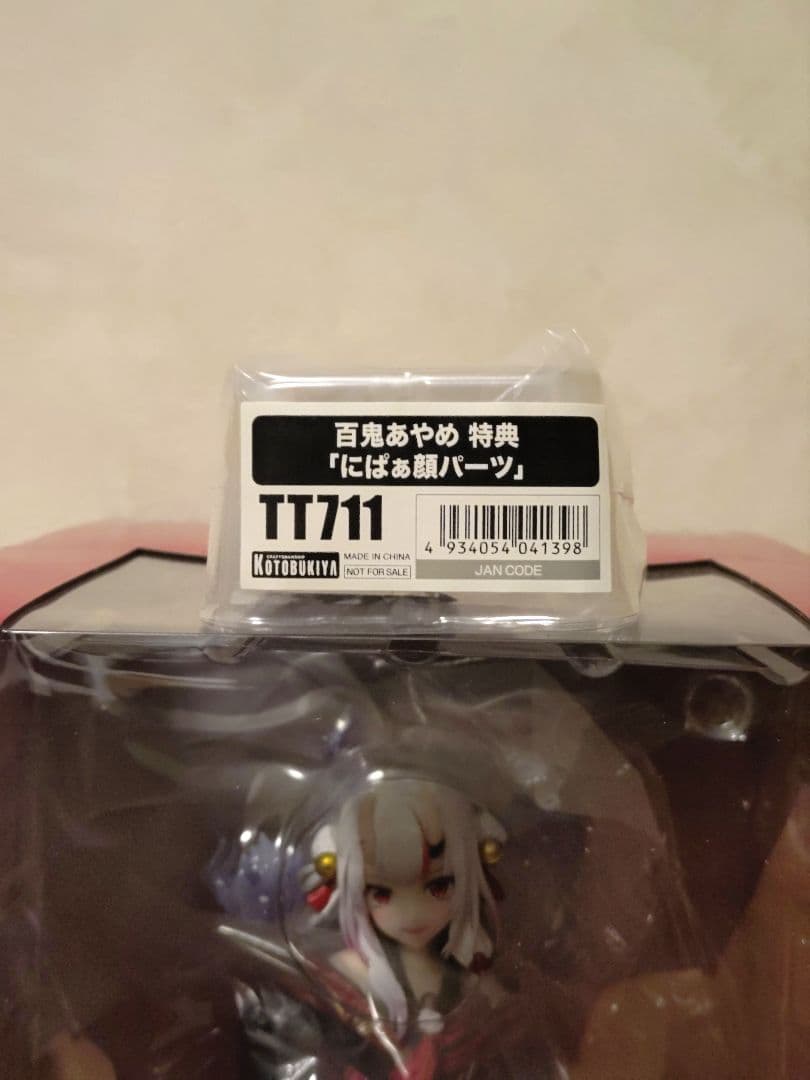 百鬼あやめ 特典
「にぱぁ顔パーツ」
TT711
4 934054 041398
JAN CODE
CRAFTSMANSHIP
KOTOBUKIYA
MADE IN CHINA
NOT FOR SALE